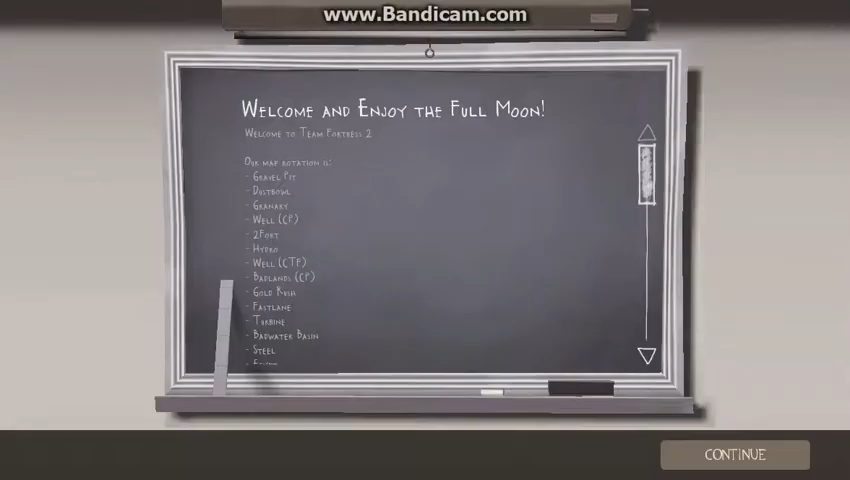 www.Bandicam.com
Welcome and Enjoy the Full Moon!
Welcome to Team Fortress 2
Our map rotation is:
- Gravel Pit
- Dustbowl
- Granary
- Well (CP)
- 2Fort
- Hydro
- Well (CTF)
- Badlands (CP)
- Gold Rush
- Fastlane
- Turbine
- Badwater Basin
- Steel
CONTINUE